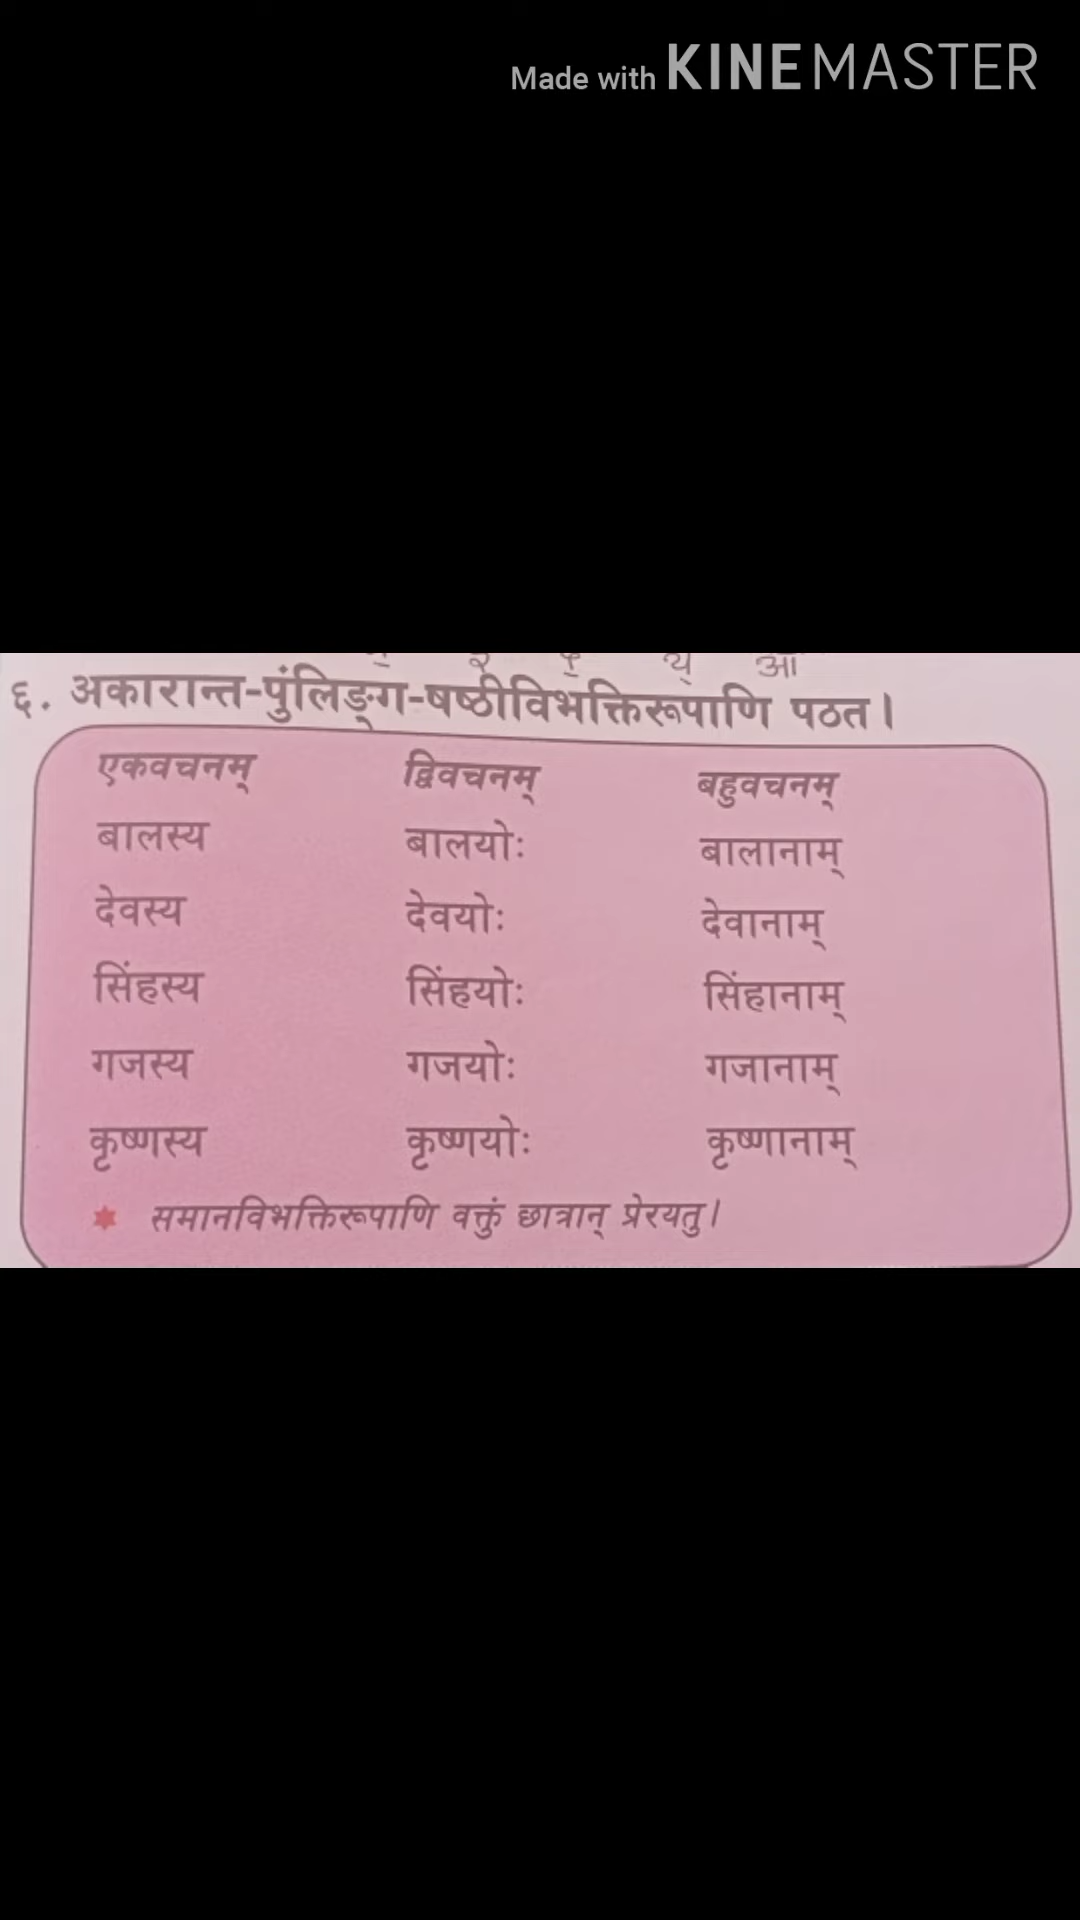 Made with KINEMASTER
६. अकारान्त-पुंलिङ्ग-षष्ठीविभक्तिरूपाणि पठत।
एकवचनम् द्विवचनम् बहुवचनम्
बालस्य बालयोः बालानाम्
देवस्य देवयोः देवानाम्
सिंहस्य सिंहयोः सिंहानाम्
गजस्य गजयोः गजानाम्
कृष्णस्य कृष्णयोः कृष्णानाम्
समानविभक्तिरूपाणि वक्तुं छात्रान् प्रेरयतु।